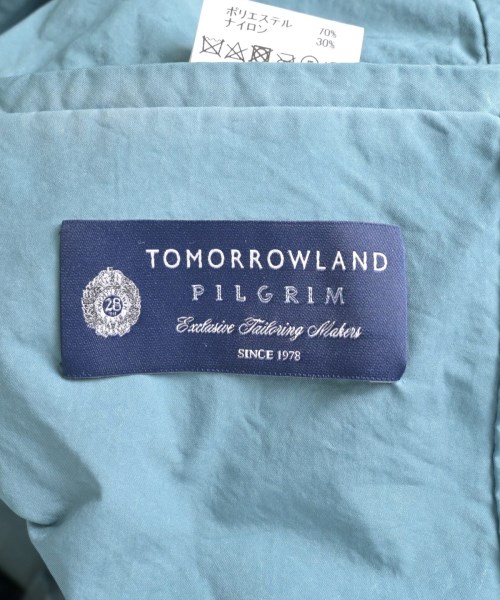 ポリエステル 70%
ナイロン 30%
TOMORROWLAND
PILGRIM
2B
Exclusive Tailoring Makers
SINCE 1978